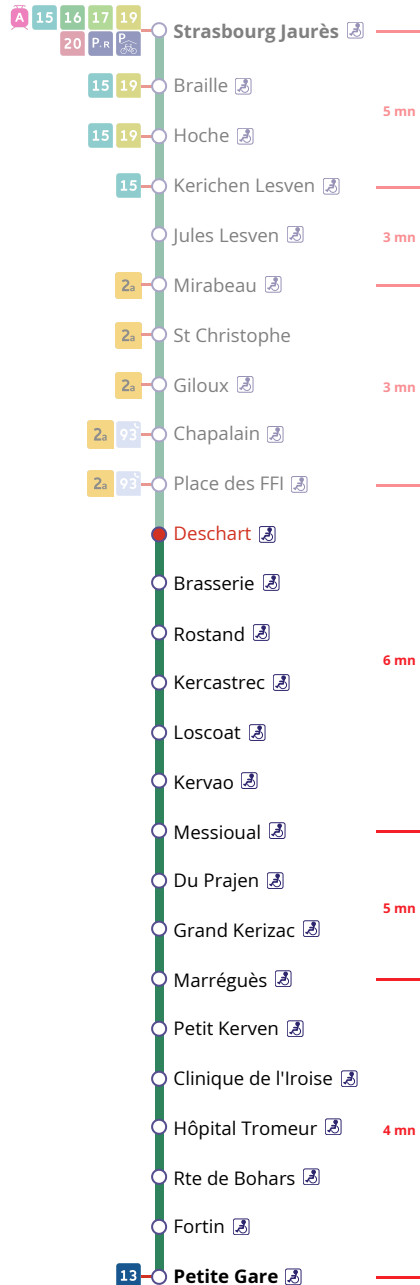 A 15 16 17 19
20 P.R P
Strasbourg Jaurès
15 19 Braille
5 mn
15 19 Hoche
15 Kerichen Lesven
Jules Lesven 3 mn
2a Mirabeau
2a St Christophe
2a Giloux 3 mn
2a 93 Chapalain
2a 93 Place des FFI
Deschart
Brasserie
Rostand
6 mn
Kercastrec
Loscoat
Kervao
Messioual
Du Prajen
5 mn
Grand Kerizac
Marréguès
Petit Kerven
Clinique de l'Iroise
Hôpital Tromeur 4 mn
Rte de Bohars
Fortin
13 Petite Gare